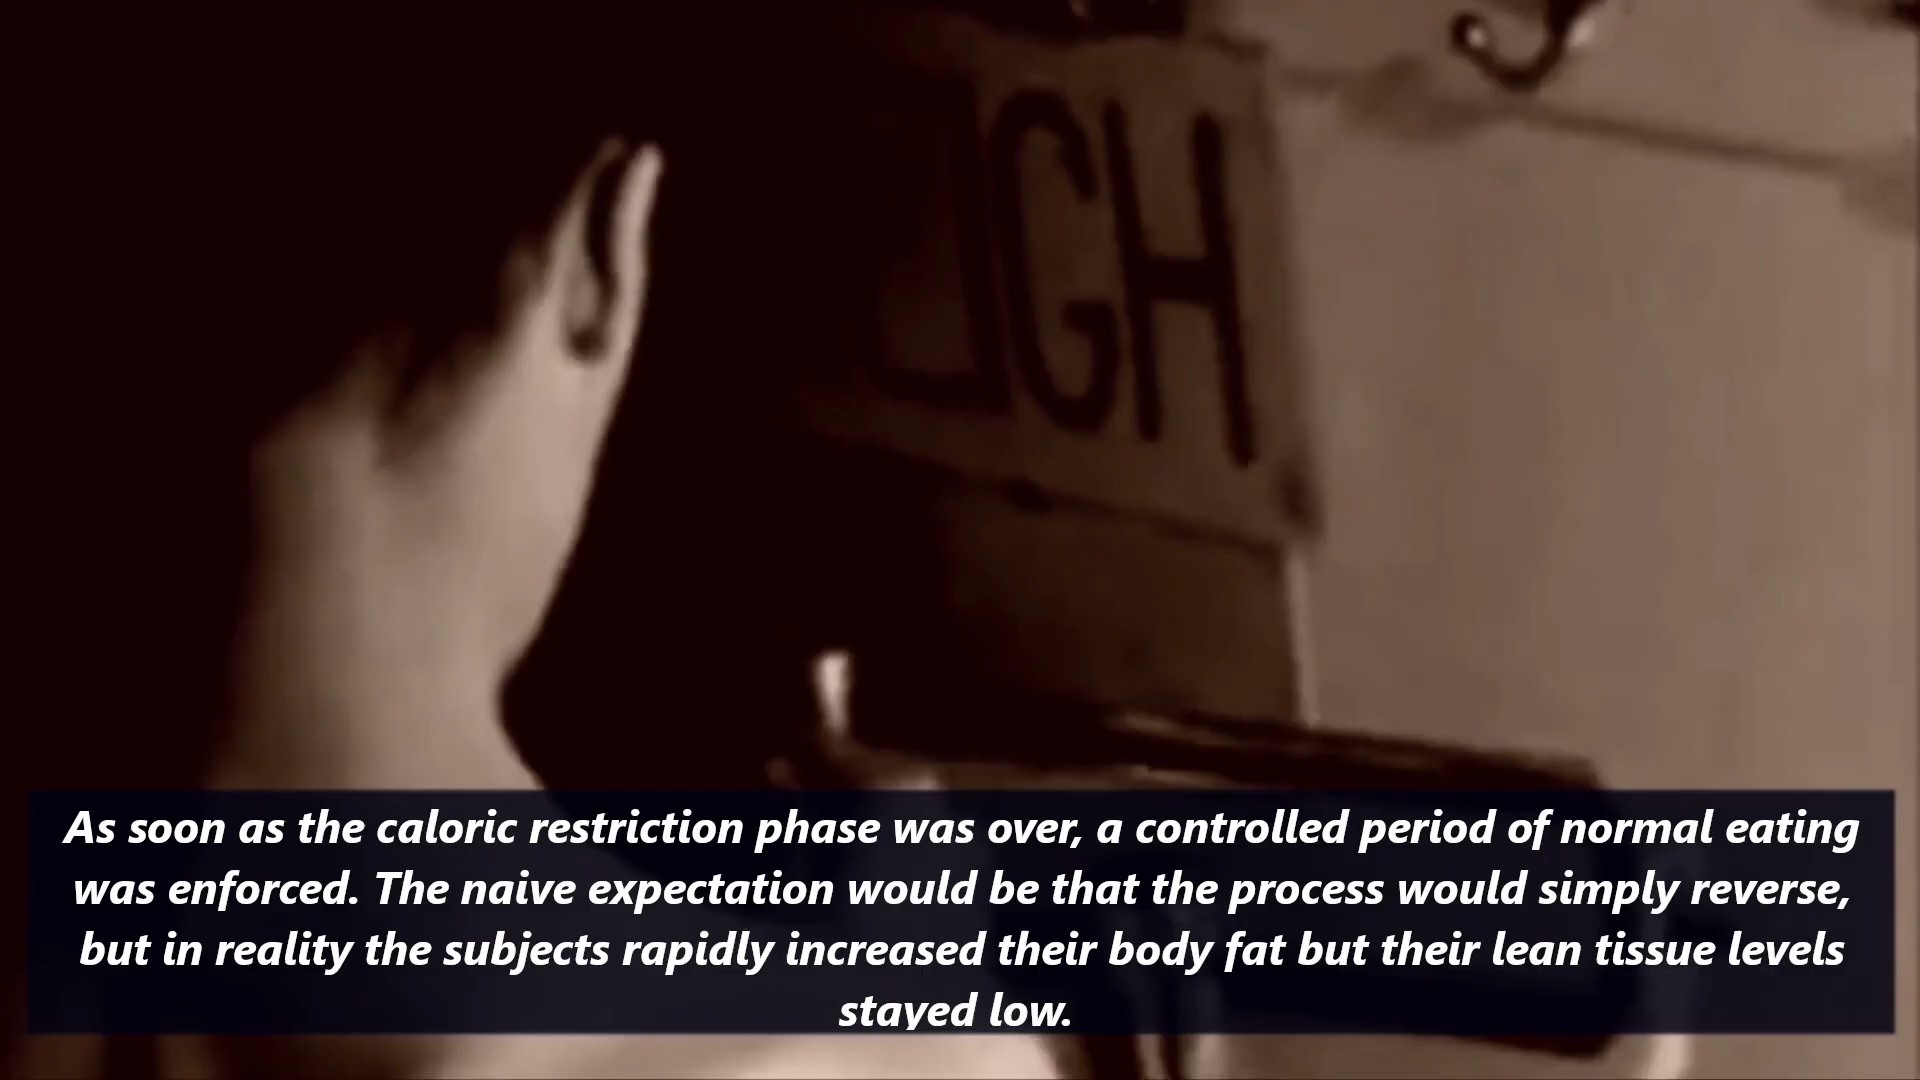 JGH
As soon as the caloric restriction phase was over, a controlled period of normal eating
was enforced. The naive expectation would be that the process would simply reverse,
but in reality the subjects rapidly increased their body fat but their lean tissue levels
stayed low.